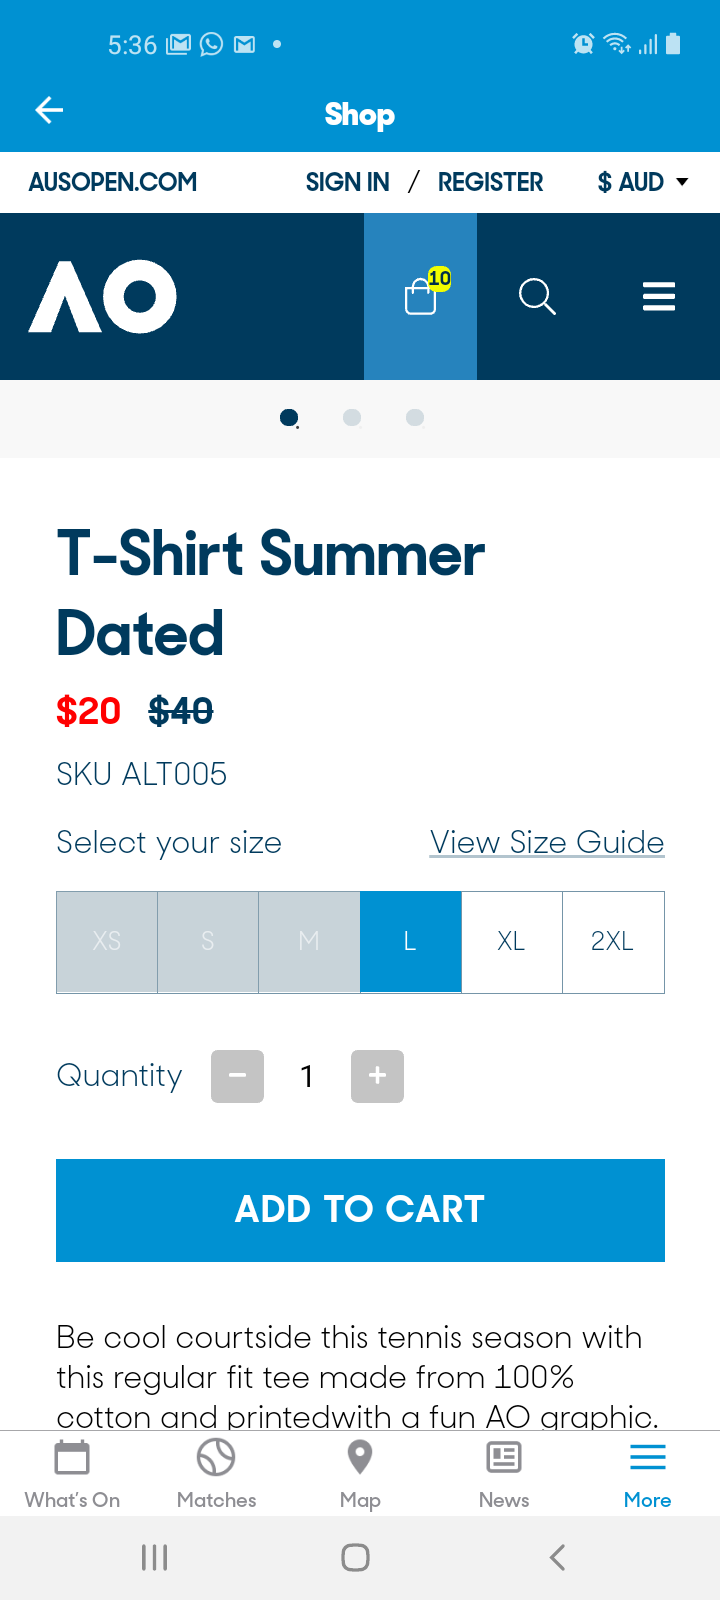 5:36
Shop
AUSOPEN.COM SIGN IN / REGISTER $ AUD
AO 10
T-Shirt Summer
Dated
$20 $40
SKU ALT005
Select your size View Size Guide
XS S M L XL 2XL
Quantity − 1 +
ADD TO CART
Be cool courtside this tennis season with
this regular fit tee made from 100%
cotton and printedwith a fun AO graphic.
What's On Matches Map News More